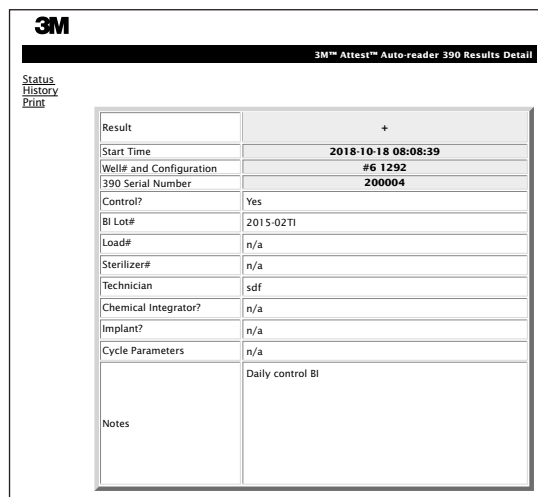 3M
3M™ Attest™ Auto-reader 390 Results Detail
Status
History
Print
Result +
Start Time 2018-10-18 08:08:39
Well# and Configuration #6 1292
390 Serial Number 200004
Control? Yes
BI Lot# 2015-02TI
Load# n/a
Sterilizer# n/a
Technician sdf
Chemical Integrator? n/a
Implant? n/a
Cycle Parameters n/a
Daily control BI
Notes